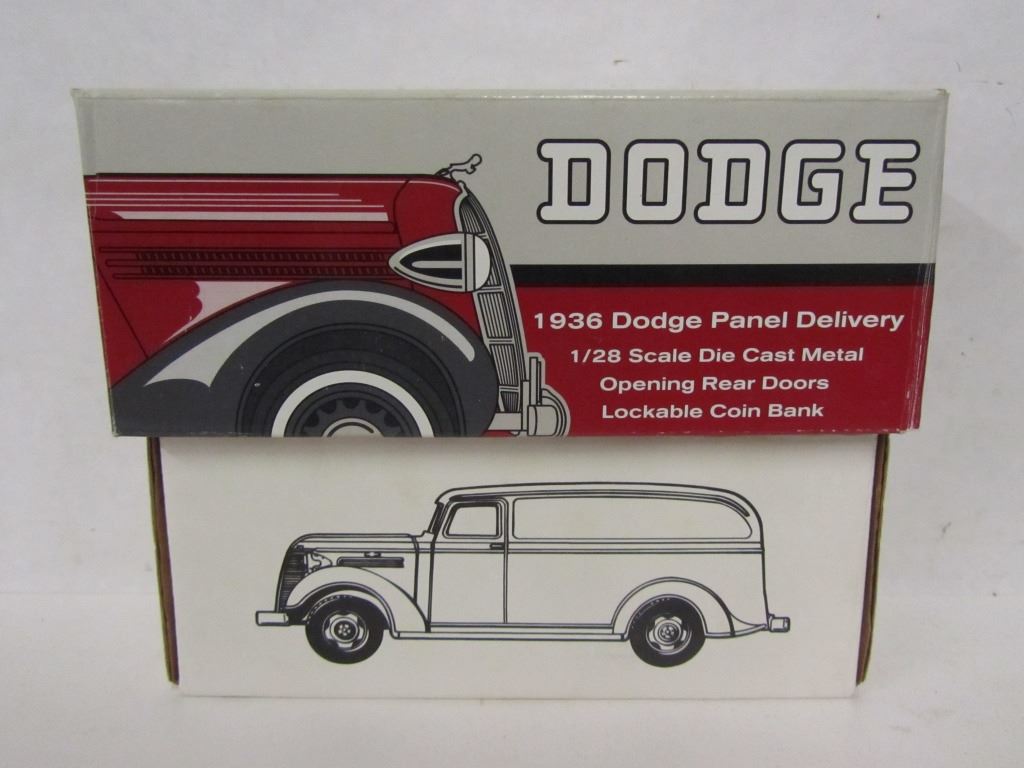 DODGE
1936 Dodge Panel Delivery
1/28 Scale Die Cast Metal
Opening Rear Doors
Lockable Coin Bank